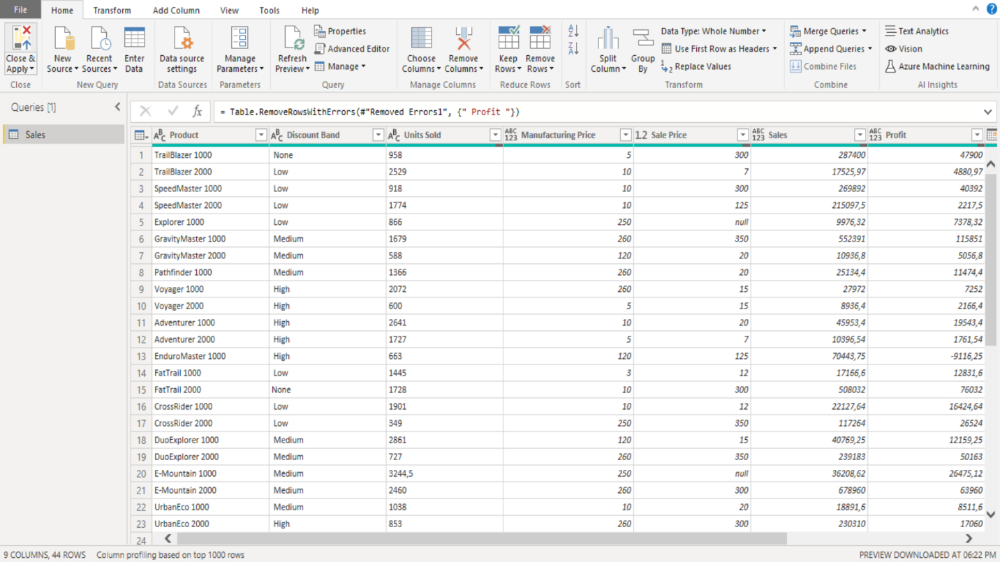 File Home Transform Add Column View Tools Help
Close & Apply
New Source
Recent Sources
Enter Data
Data source settings
Manage Parameters
Refresh Preview
Properties
Advanced Editor
Manage
Choose Columns
Remove Columns
Keep Rows
Remove Rows
A Z
Z A
Split Column
Group By
Data Type: Whole Number
Use First Row as Headers
1 2 Replace Values
Merge Queries
Append Queries
Combine Files
Text Analytics
Vision
Azure Machine Learning
Close New Query Data Sources Parameters Query Manage Columns Reduce Rows Sort Transform Combine AI Insights
Queries [1]
Sales
fx = Table.RemoveRowsWithErrors(#"Removed Errors1", {" Profit "})
ABC Product ABC Discount Band ABC Units Sold ABC 123 Manufacturing Price 1.2 Sale Price ABC 123 Sales ABC 123 Profit
1 TrailBlazer 1000 None 958 5 300 287400 47900
2 TrailBlazer 2000 Low 2529 10 7 17525,97 4880,97
3 SpeedMaster 1000 Low 918 10 300 269892 40392
4 SpeedMaster 2000 Low 1774 10 125 215097,5 2217,5
5 Explorer 1000 Low 866 250 null 9976,32 7378,32
6 GravityMaster 1000 Medium 1679 260 350 552391 115851
7 GravityMaster 2000 Medium 588 120 20 10936,8 5056,8
8 Pathfinder 1000 Medium 1366 260 20 25134,4 11474,4
9 Voyager 1000 High 2072 260 15 27972 7252
10 Voyager 2000 High 600 5 15 8936,4 2166,4
11 Adventurer 1000 High 2641 10 20 45953,4 19543,4
12 Adventurer 2000 High 1727 5 7 10396,54 1761,54
13 EnduroMaster 1000 High 663 120 125 70443,75 -9116,25
14 FatTrail 1000 Low 1445 3 12 17166,6 12831,6
15 FatTrail 2000 None 1728 10 300 508032 76032
16 CrossRider 1000 Low 1901 10 12 22127,64 16424,64
17 CrossRider 2000 Low 349 250 350 117264 26524
18 DuoExplorer 1000 Medium 2861 120 15 40769,25 12159,25
19 DuoExplorer 2000 Medium 727 260 350 239183 50163
20 E-Mountain 1000 Medium 3244,5 250 null 36208,62 26475,12
21 E-Mountain 2000 Medium 2460 260 300 678960 63960
22 UrbanEco 1000 Medium 1038 10 20 18891,6 8511,6
23 UrbanEco 2000 High 853 260 300 230310 17060
24
9 COLUMNS, 44 ROWS Column profiling based on top 1000 rows PREVIEW DOWNLOADED AT 06:22 PM